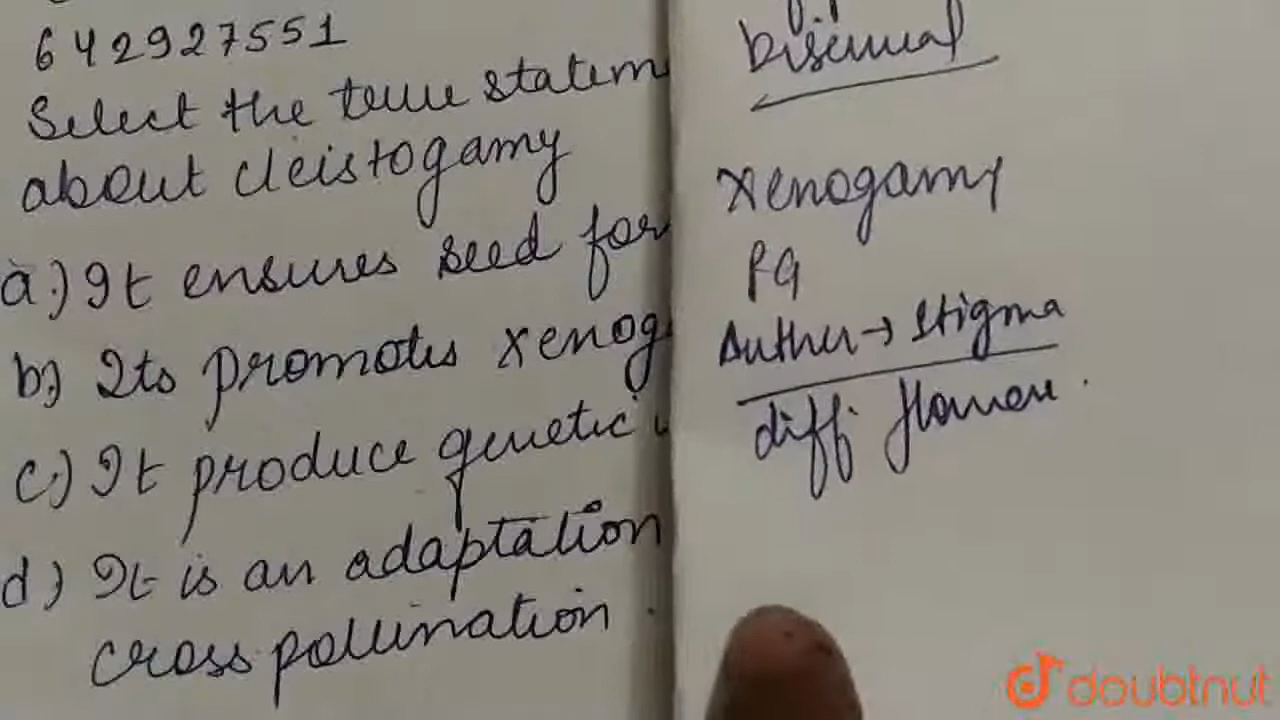 642927551
Select the true statem
about cleistogamy
a.) It ensures seed for
b.) Its promotes xenog
c.) It produce genetic
d.) It is an adaptation
cross pollination.
bisexual
xenogamy
PG
Anther → stigma
diff flower.
doubtnut